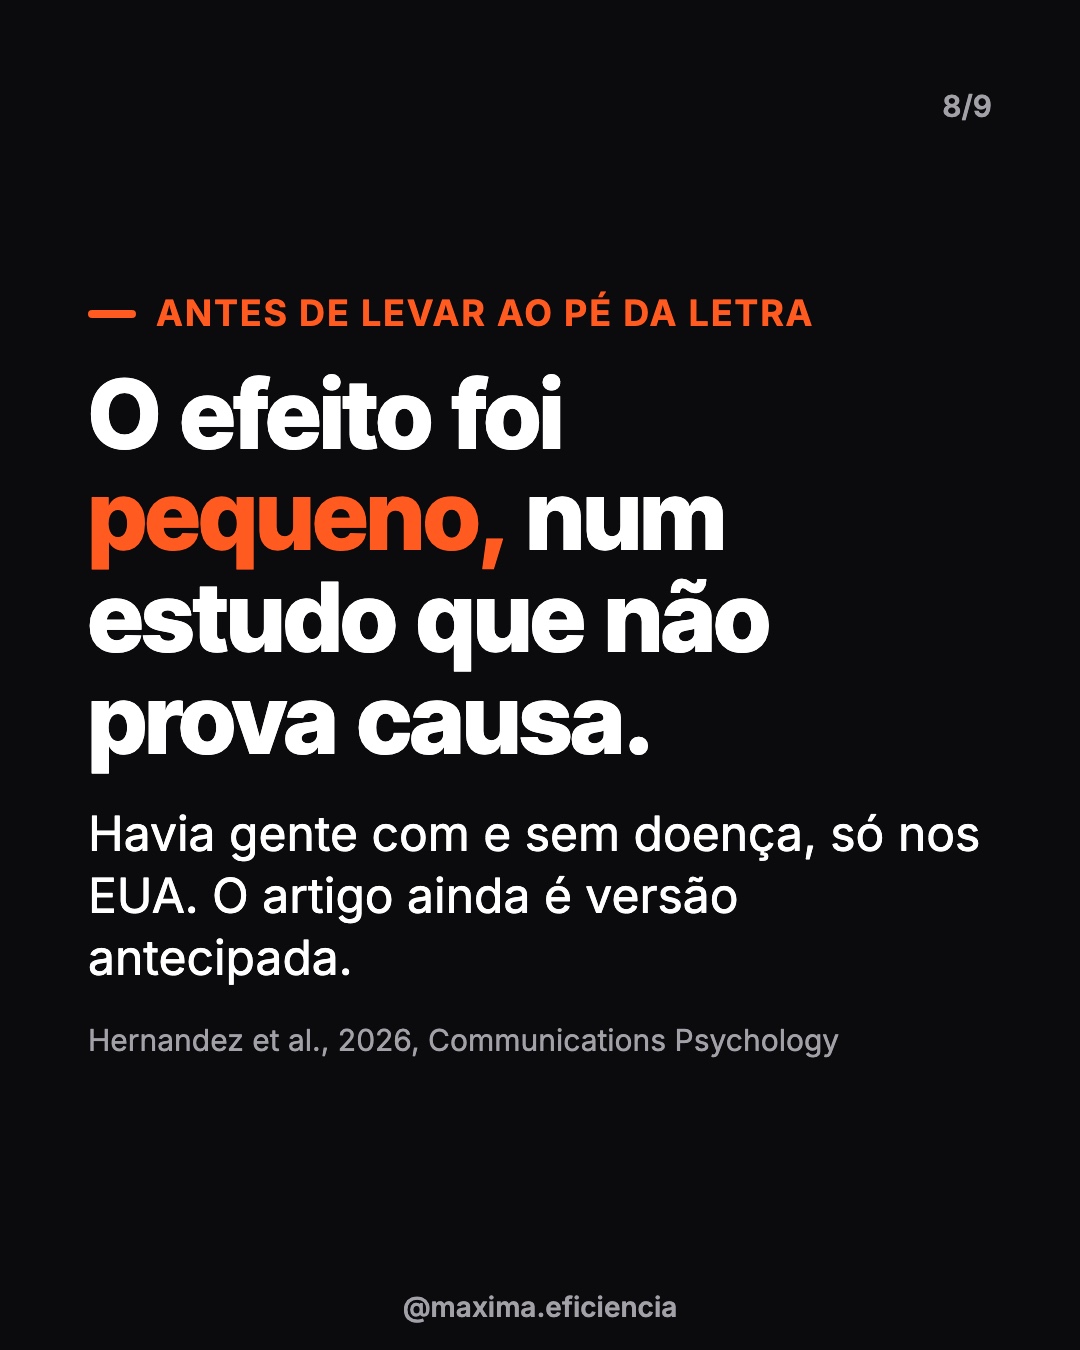 8/9
ANTES DE LEVAR AO PÉ DA LETRA
O efeito foi
pequeno, num
estudo que não
prova causa.
Havia gente com e sem doença, só nos
EUA. O artigo ainda é versão
antecipada.
Hernandez et al., 2026, Communications Psychology
@maxima.eficiencia